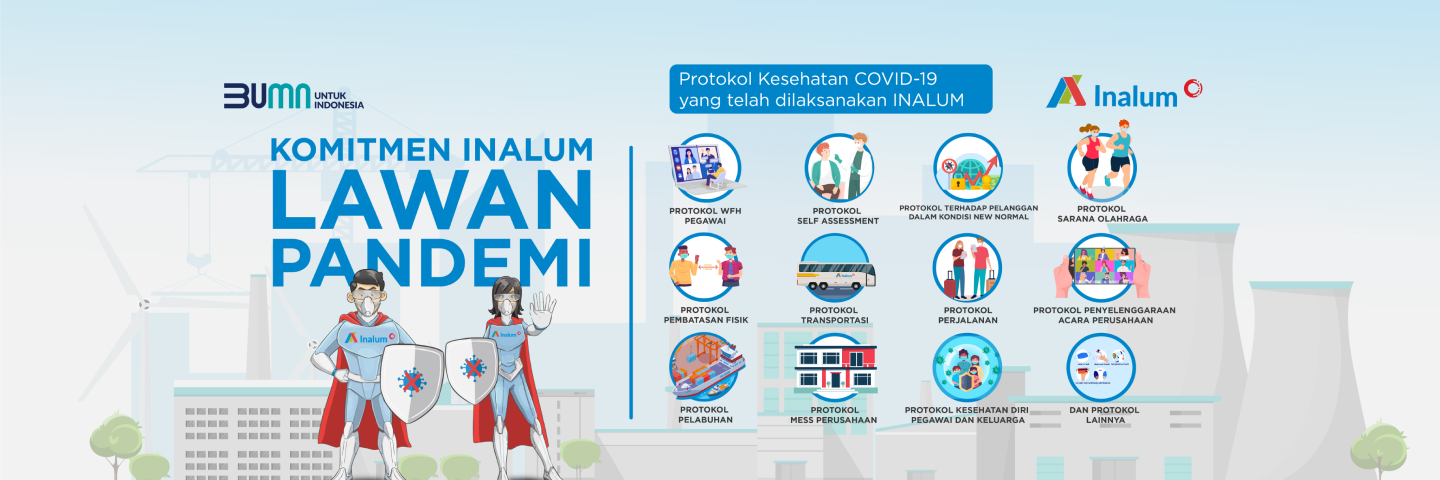 BUMN UNTUK
INDONESIA
KOMITMEN INALUM
LAWAN
PANDEMI
Inalum
Inalum
Protokol Kesehatan COVID-19
yang telah dilaksanakan INALUM
Inalum
PROTOKOL WFH
PEGAWAI
PROTOKOL
SELF ASSESSMENT
PROTOKOL TERHADAP PELANGGAN
DALAM KONDISI NEW NORMAL
PROTOKOL
SARANA OLAHRAGA
PROTOKOL
PEMBATASAN FISIK
Inalum
PROTOKOL
TRANSPORTASI
PROTOKOL
PERJALANAN
PROTOKOL PENYELENGGARAAN
ACARA PERUSAHAAN
PROTOKOL
PELABUHAN
PROTOKOL
MESS PERUSAHAAN
PROTOKOL KESEHATAN DIRI
PEGAWAI DAN KELUARGA
DAN PROTOKOL
LAINNYA